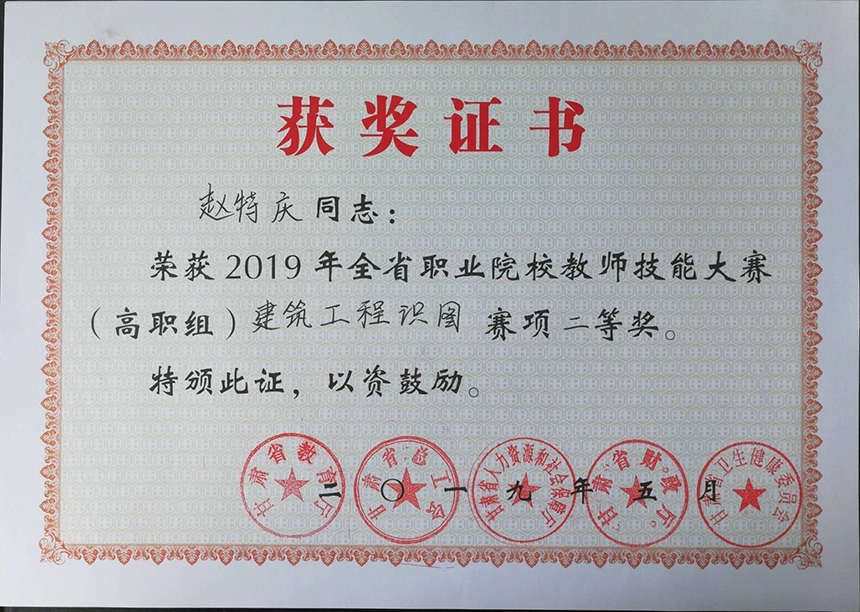 获奖证书
赵特庆同志：
荣获2019年全省职业院校教师技能大赛
（高职组）建筑工程识图 赛项二等奖。
特颁此证，以资鼓励。
二〇一九年五月
甘肃省教育厅
甘肃省总工会
甘肃省人力资源和社会保障厅
甘肃省财政厅
甘肃省卫生健康委员会